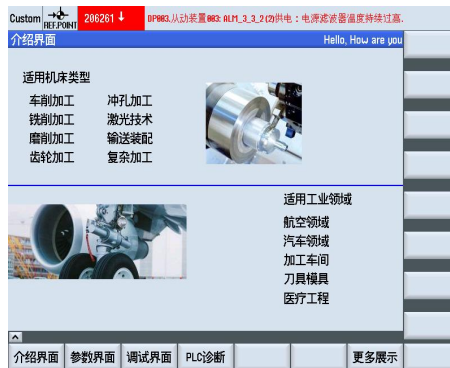 Custom REF.POINT 206261 ↓ DP003.从动装置003: ALM_3_3_2(2)供电：电源滤波器温度持续过高.
介绍界面 Hello, How are you
适用机床类型
车削加工 冲孔加工
铣削加工 激光技术
磨削加工 输送装配
齿轮加工 复杂加工
适用工业领域
航空领域
汽车领域
加工车间
刀具模具
医疗工程
介绍界面 参数界面 调试界面 PLC诊断 更多展示